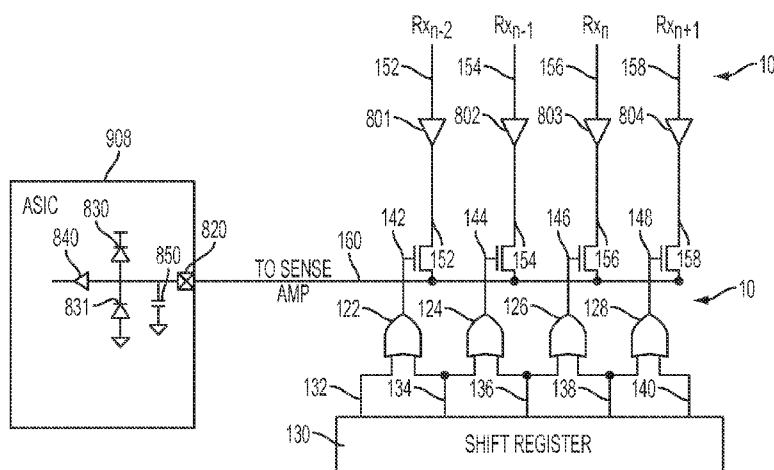 Rxn-2 Rxn-1 Rxn Rxn+1
152 154 156 158 10
801 802 803 804
908
ASIC 830 820
840 850
831
142 144 146 148
160 152 154 156 158
TO SENSE
AMP
10
122 124 126 128
132 134 136 138 140
130 SHIFT REGISTER